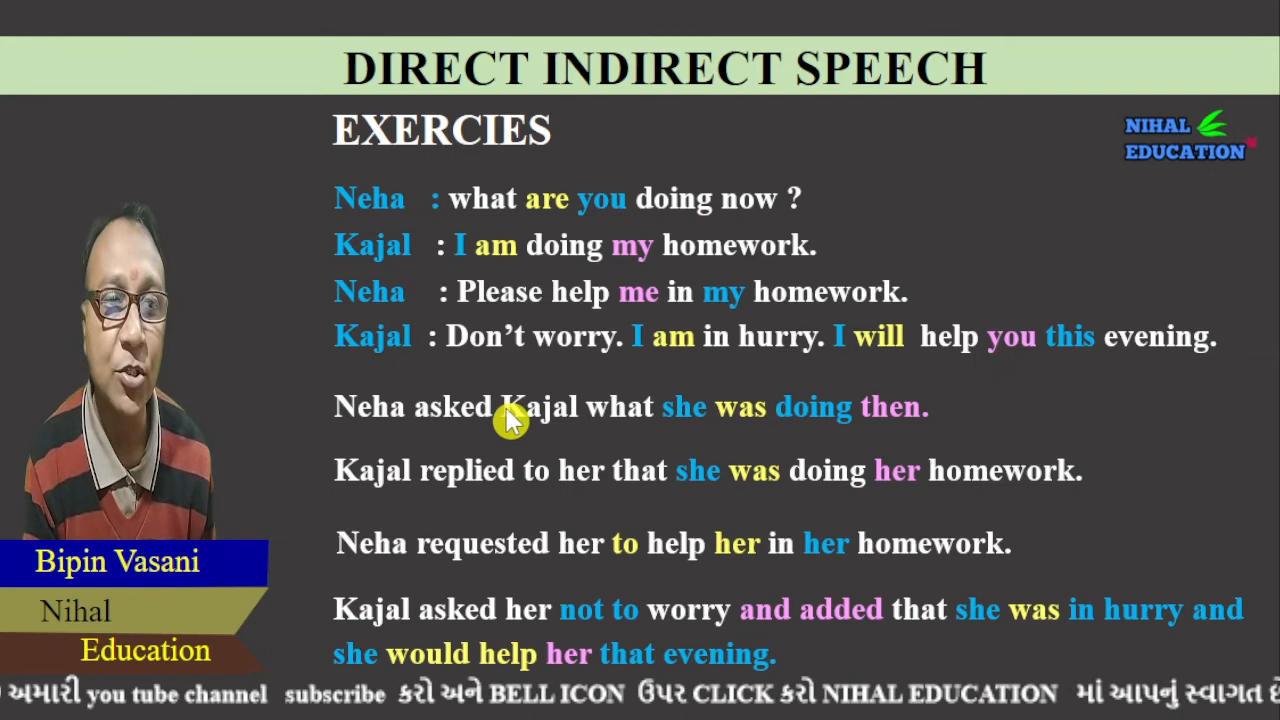 DIRECT INDIRECT SPEECH
EXERCIES
NIHAL
EDUCATION
Neha : what are you doing now ?
Kajal : I am doing my homework.
Neha : Please help me in my homework.
Kajal : Don’t worry. I am in hurry. I will help you this evening.
Neha asked Kajal what she was doing then.
Kajal replied to her that she was doing her homework.
Neha requested her to help her in her homework.
Kajal asked her not to worry and added that she was in hurry and
she would help her that evening.
Bipin Vasani
Nihal
Education
અમારી you tube channel subscribe કરો અને BELL ICON ઉપર CLICK કરો NIHAL EDUCATION માં આપનું સ્વાગત